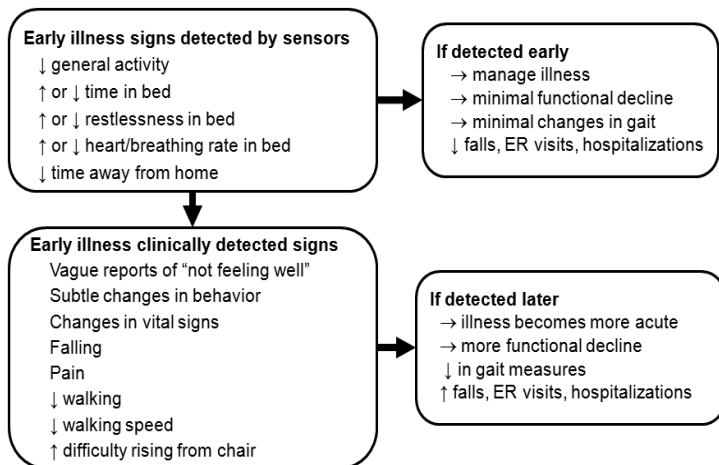 Early illness signs detected by sensors
↓ general activity
↑ or ↓ time in bed
↑ or ↓ restlessness in bed
↑ or ↓ heart/breathing rate in bed
↓ time away from home
If detected early
→ manage illness
→ minimal functional decline
→ minimal changes in gait
↓ falls, ER visits, hospitalizations
Early illness clinically detected signs
Vague reports of “not feeling well”
Subtle changes in behavior
Changes in vital signs
Falling
Pain
↓ walking
↓ walking speed
↑ difficulty rising from chair
If detected later
→ illness becomes more acute
→ more functional decline
↓ in gait measures
↑ falls, ER visits, hospitalizations